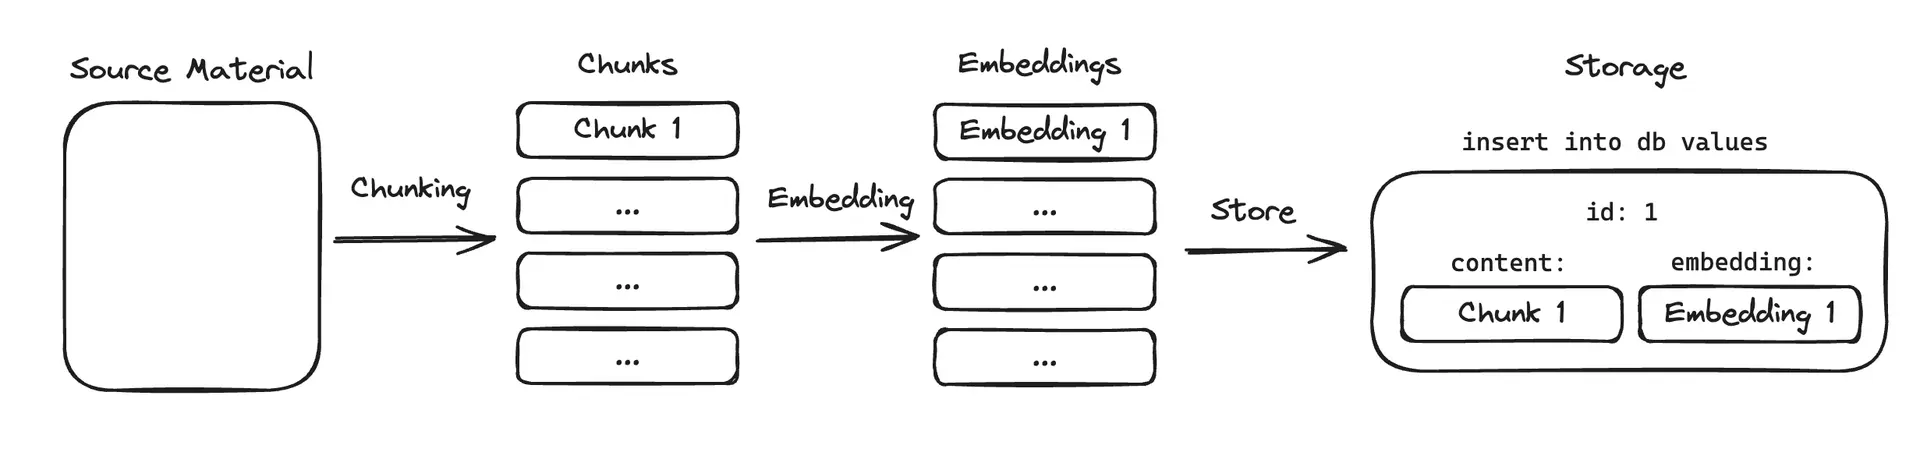 Source Material
Chunking
Chunks
Chunk 1
...
...
...
Embedding
Embeddings
Embedding 1
...
...
...
Store
Storage
insert into db values
id: 1
content:
Chunk 1
embedding:
Embedding 1